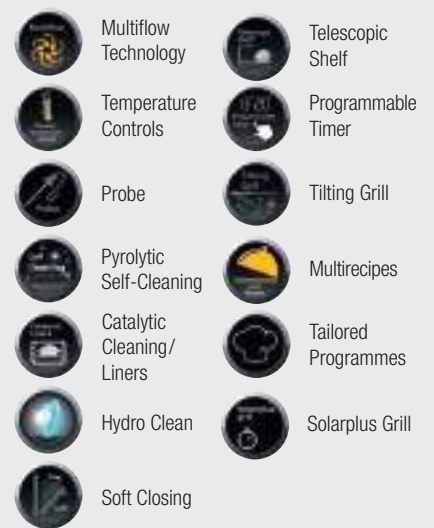 Multiflow
Technology
Temperature
Controls
Probe
Pyrolytic
Self-Cleaning
Catalytic
Cleaning/
Liners
Hydro Clean
Soft Closing
Telescopic
Shelf
Programmable
Timer
Tilting Grill
Multirecipes
Tailored
Programmes
Solarplus Grill